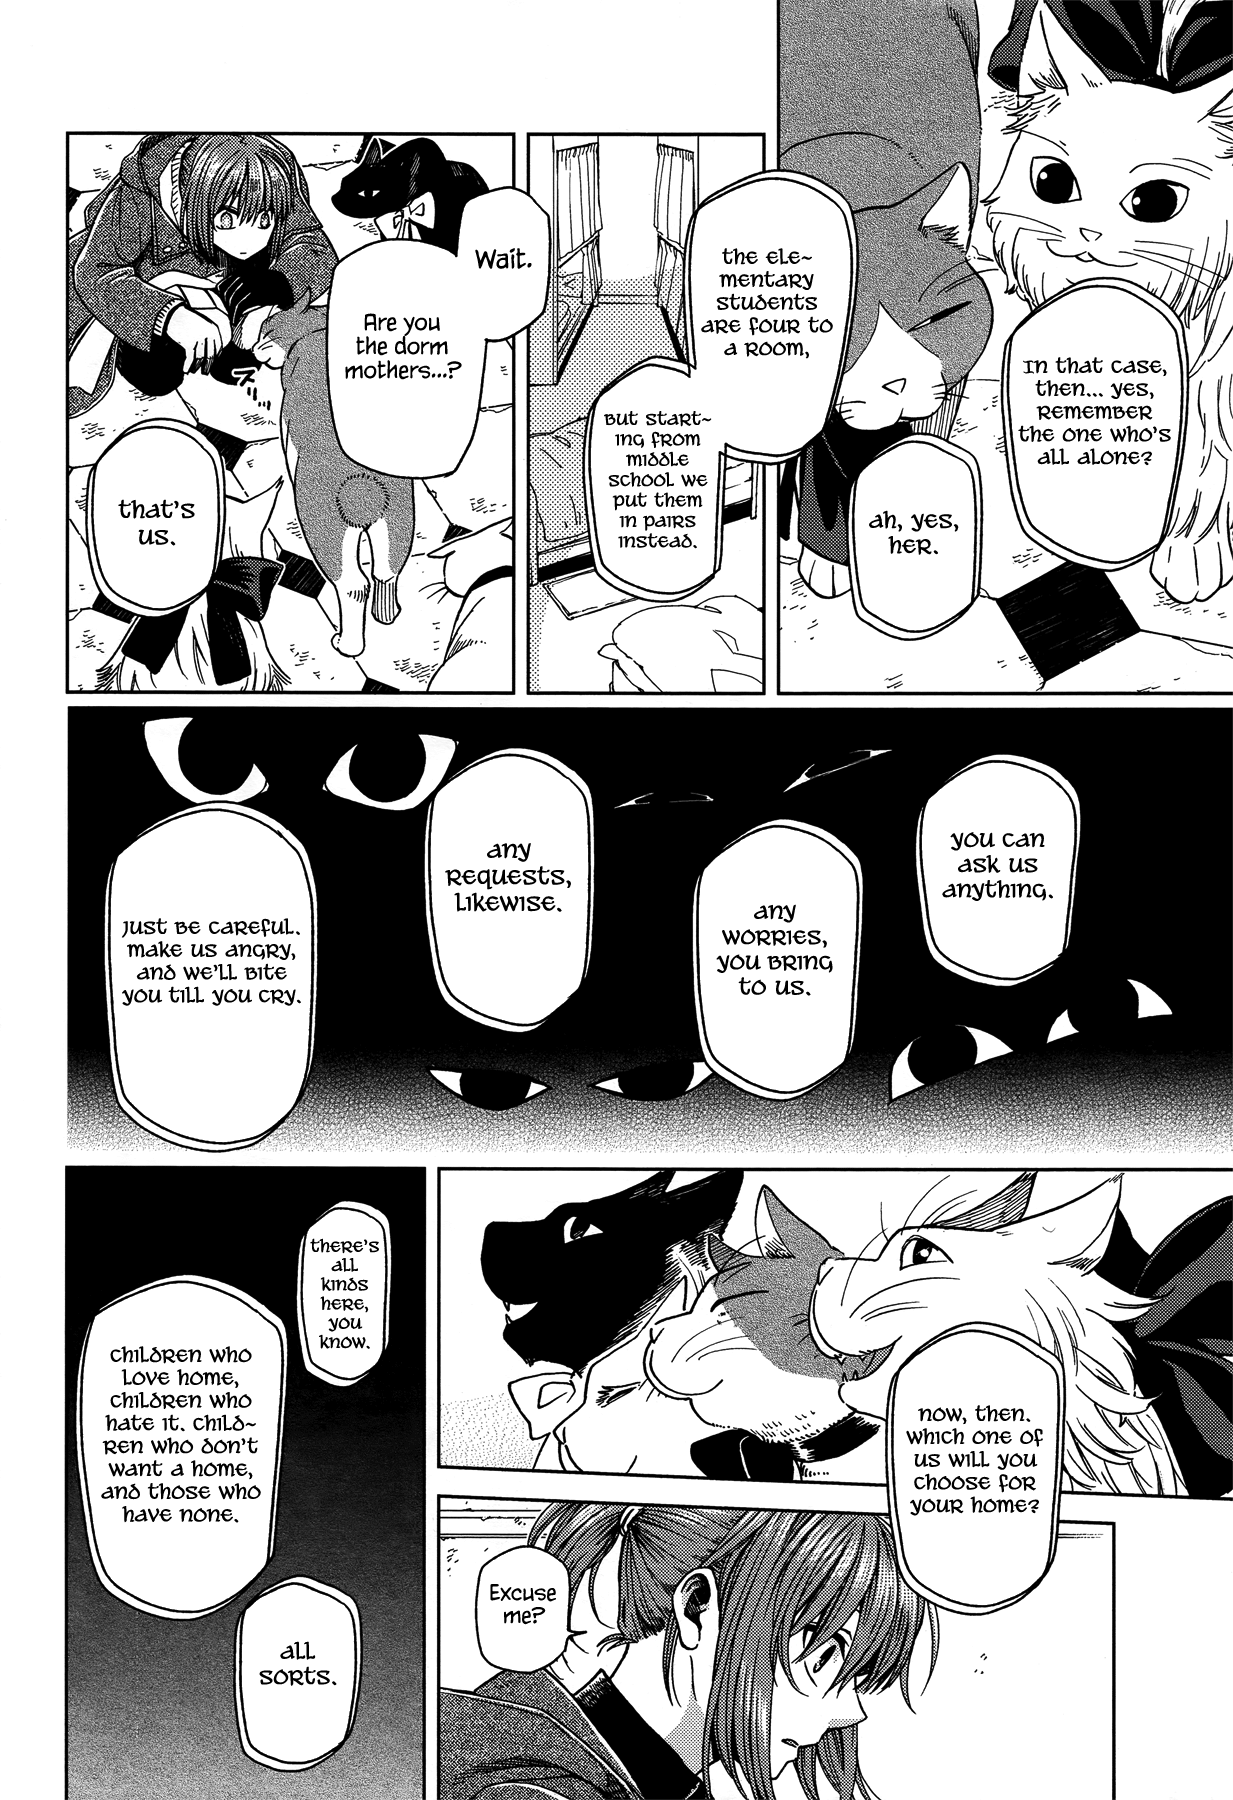 In that case,
then... yes,
remember
the one who's
all alone?
ah, yes,
her.
the ele~
mentary
students
are four to
a room,
but start~
ing from
middle
school we
put them
in pairs
instead.
Wait.
Are you
the dorm
mothers...?
ズリリ
that's
us.
you can
ask us
anything.
any
worries,
you bring
to us.
any
requests,
likewise.
just be careful.
make us angry,
and we'll bite
you till you cry.
now, then.
which one of
us will you
choose for
your home?
Excuse
me?
there's
all
kinds
here,
you
know.
children who
love home,
children who
hate it. child~
ren who don't
want a home,
and those who
have none.
all
sorts.